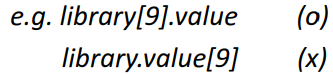 e.g. library[9].value (o)
library.value[9] (x)